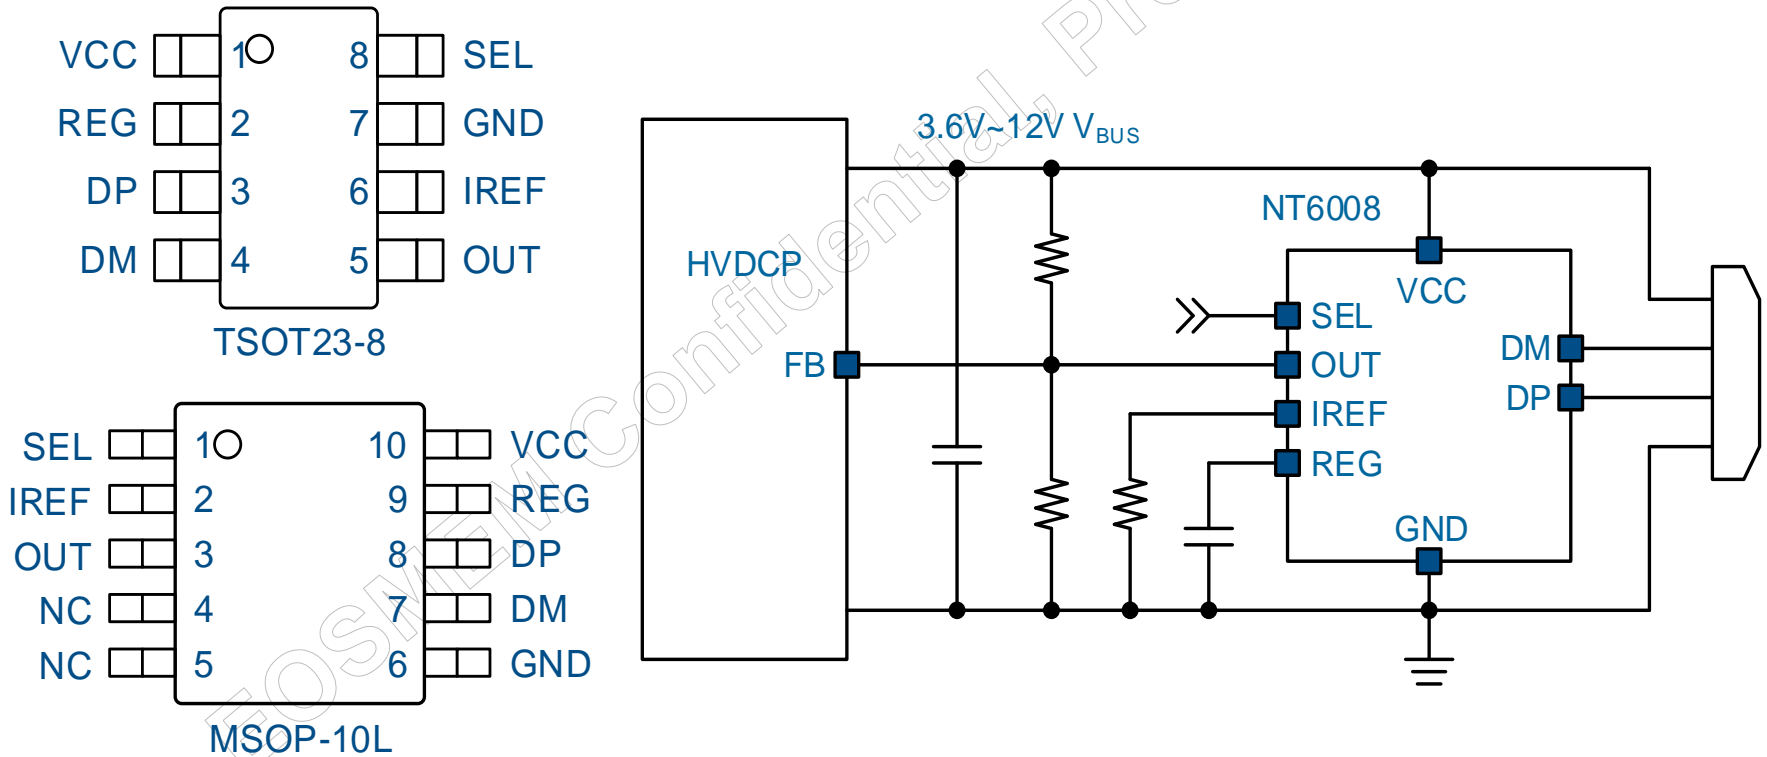 VCC 1 8 SEL
REG 2 7 GND
DP 3 6 IREF
DM 4 5 OUT
TSOT23-8
SEL 1 10 VCC
IREF 2 9 REG
OUT 3 8 DP
NC 4 7 DM
NC 5 6 GND
MSOP-10L
3.6V~12V VBUS
NT6008
HVDCP
FB
VCC
SEL
OUT
IREF
REG
DM
DP
GND
EOSMEM Confidential, Pr